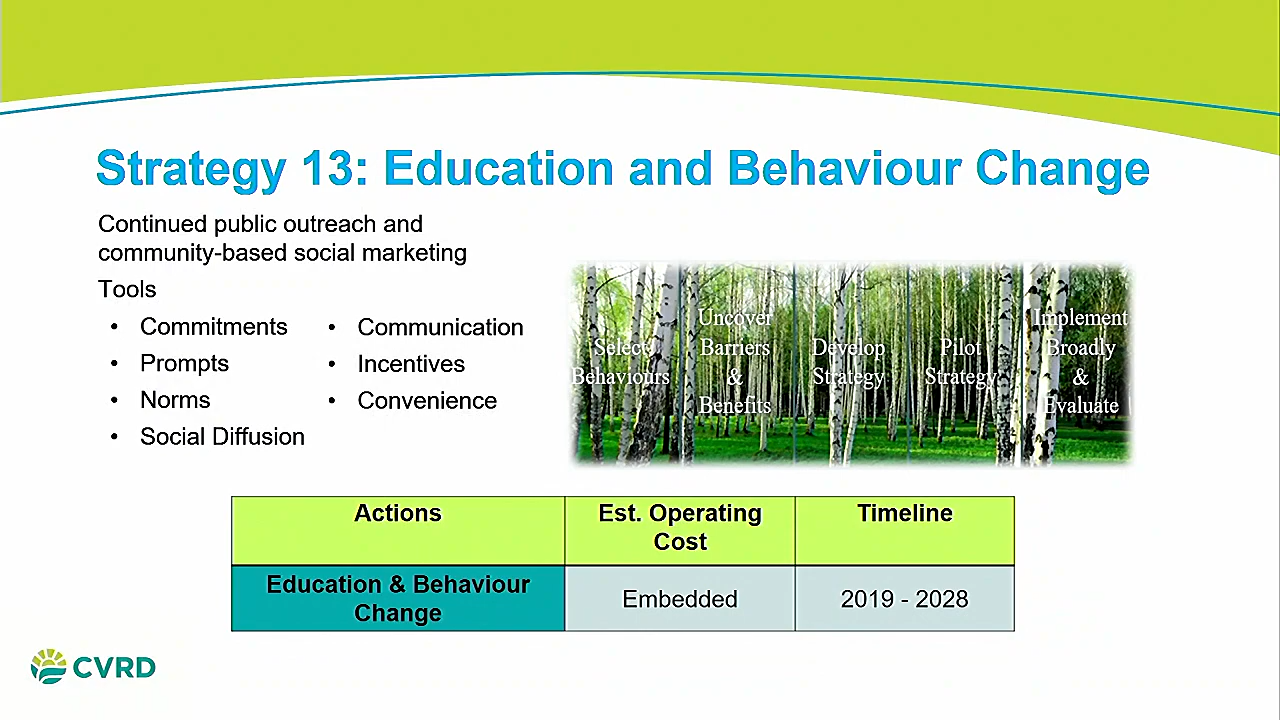 Strategy 13: Education and Behaviour Change
Continued public outreach and
community-based social marketing
Tools
• Commitments
• Prompts
• Norms
• Social Diffusion
• Communication
• Incentives
• Convenience
Select
Behaviours
Uncover
Barriers
&
Benefits
Develop
Strategy
Pilot
Strategy
Implement
Broadly
&
Evaluate
Actions
Est. Operating
Cost
Timeline
Education & Behaviour
Change
Embedded
2019 - 2028
CVRD